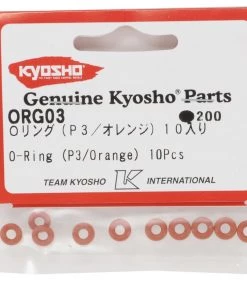 KYOSHO
Genuine Kyosho Parts
ORG03
●200
Oリング(P3/オレンジ)10入り
O-Ring (P3/Orange) 10Pcs
TEAM KYOSHO K INTERNATIONAL